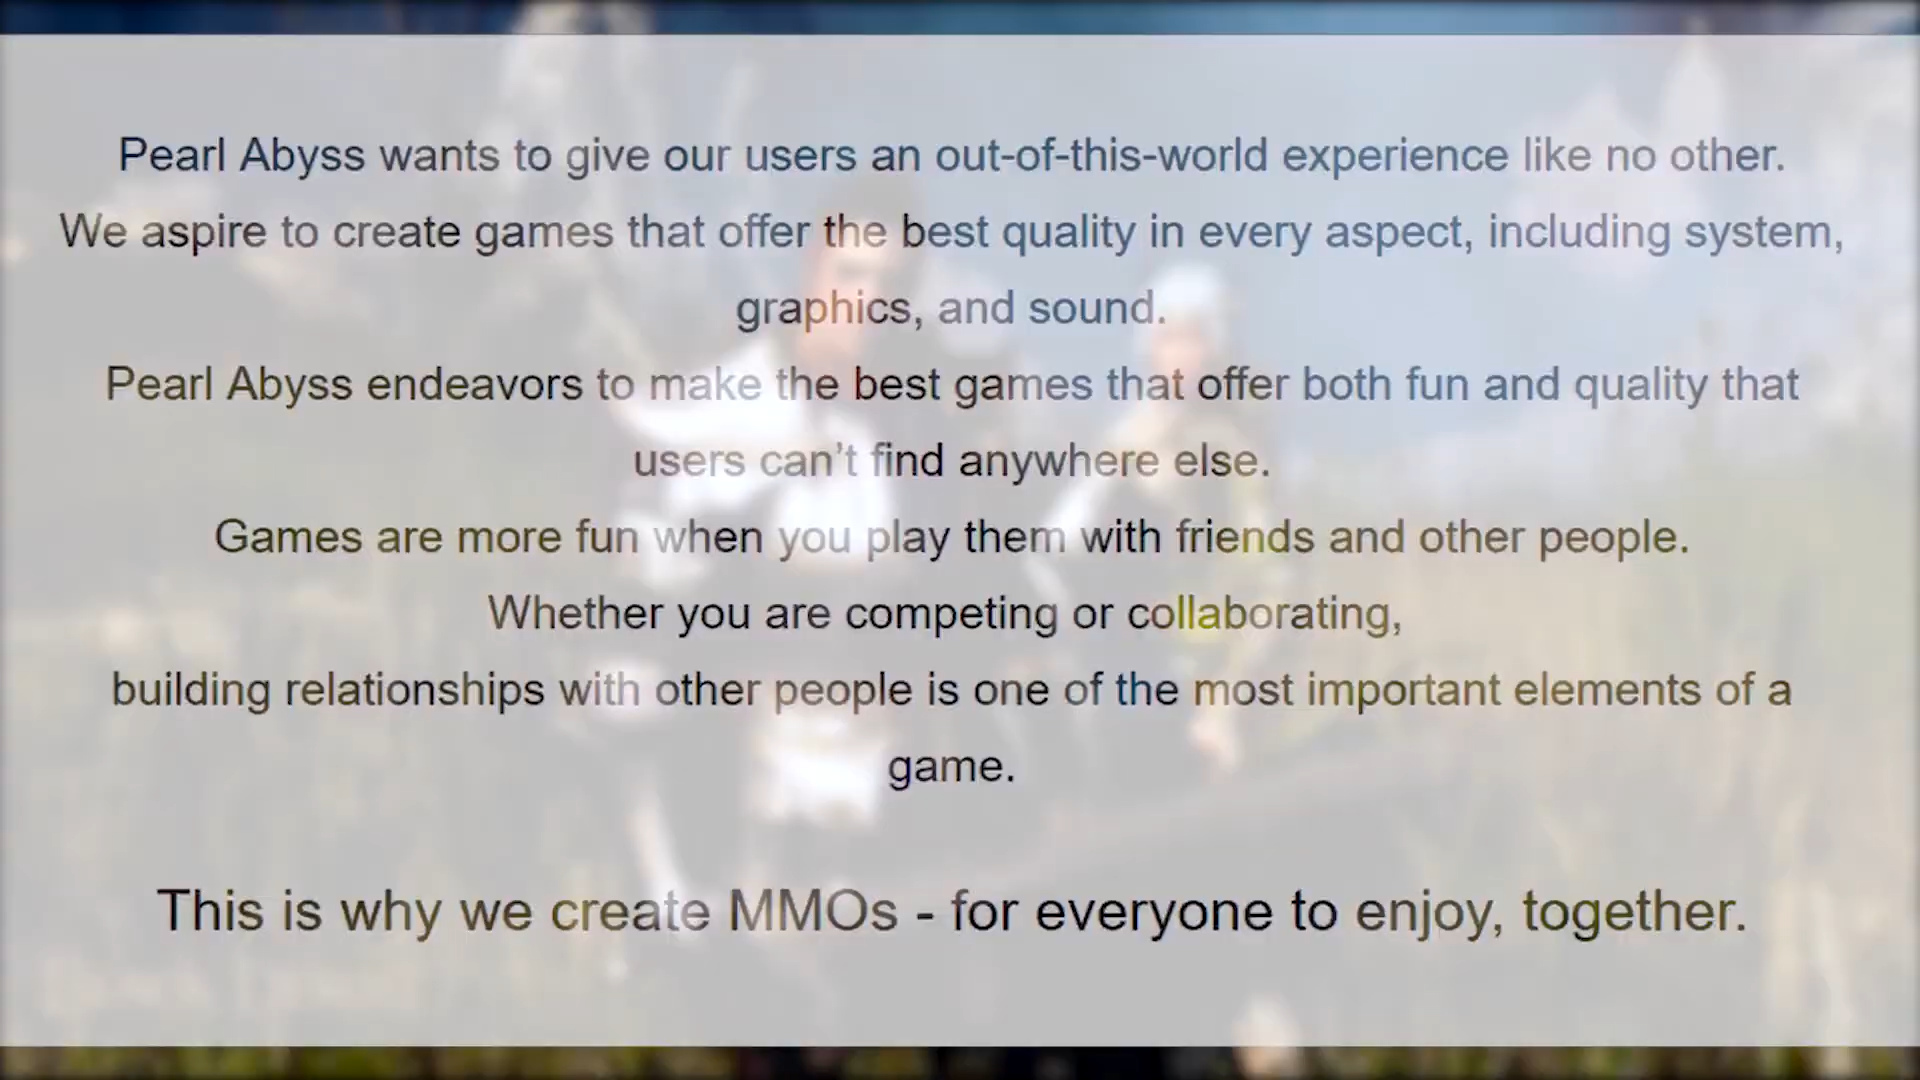 Pearl Abyss wants to give our users an out-of-this-world experience like no other.
We aspire to create games that offer the best quality in every aspect, including system,
graphics, and sound.
Pearl Abyss endeavors to make the best games that offer both fun and quality that
users can’t find anywhere else.
Games are more fun when you play them with friends and other people.
Whether you are competing or collaborating,
building relationships with other people is one of the most important elements of a
game.
This is why we create MMOs - for everyone to enjoy, together.